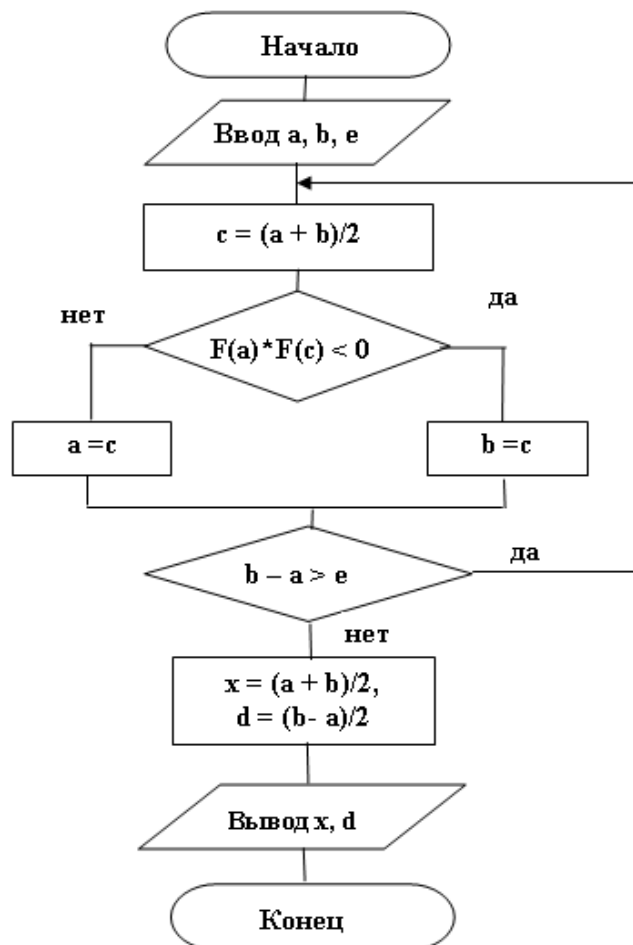 Начало
Ввод a, b, e
c = (a + b)/2
нет
да
F(a)*F(c) < 0
a =c
b =c
b – a > e
да
нет
x = (a + b)/2,
d = (b- a)/2
Вывод x, d
Конец